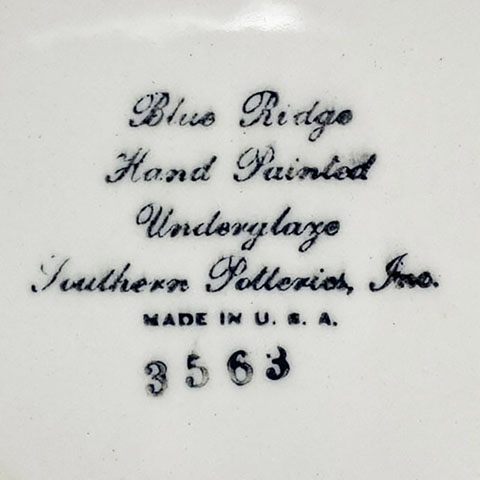 Blue Ridge
Hand Painted
Underglaze
Southern Potteries, Inc.
MADE IN U. S. A.
3563